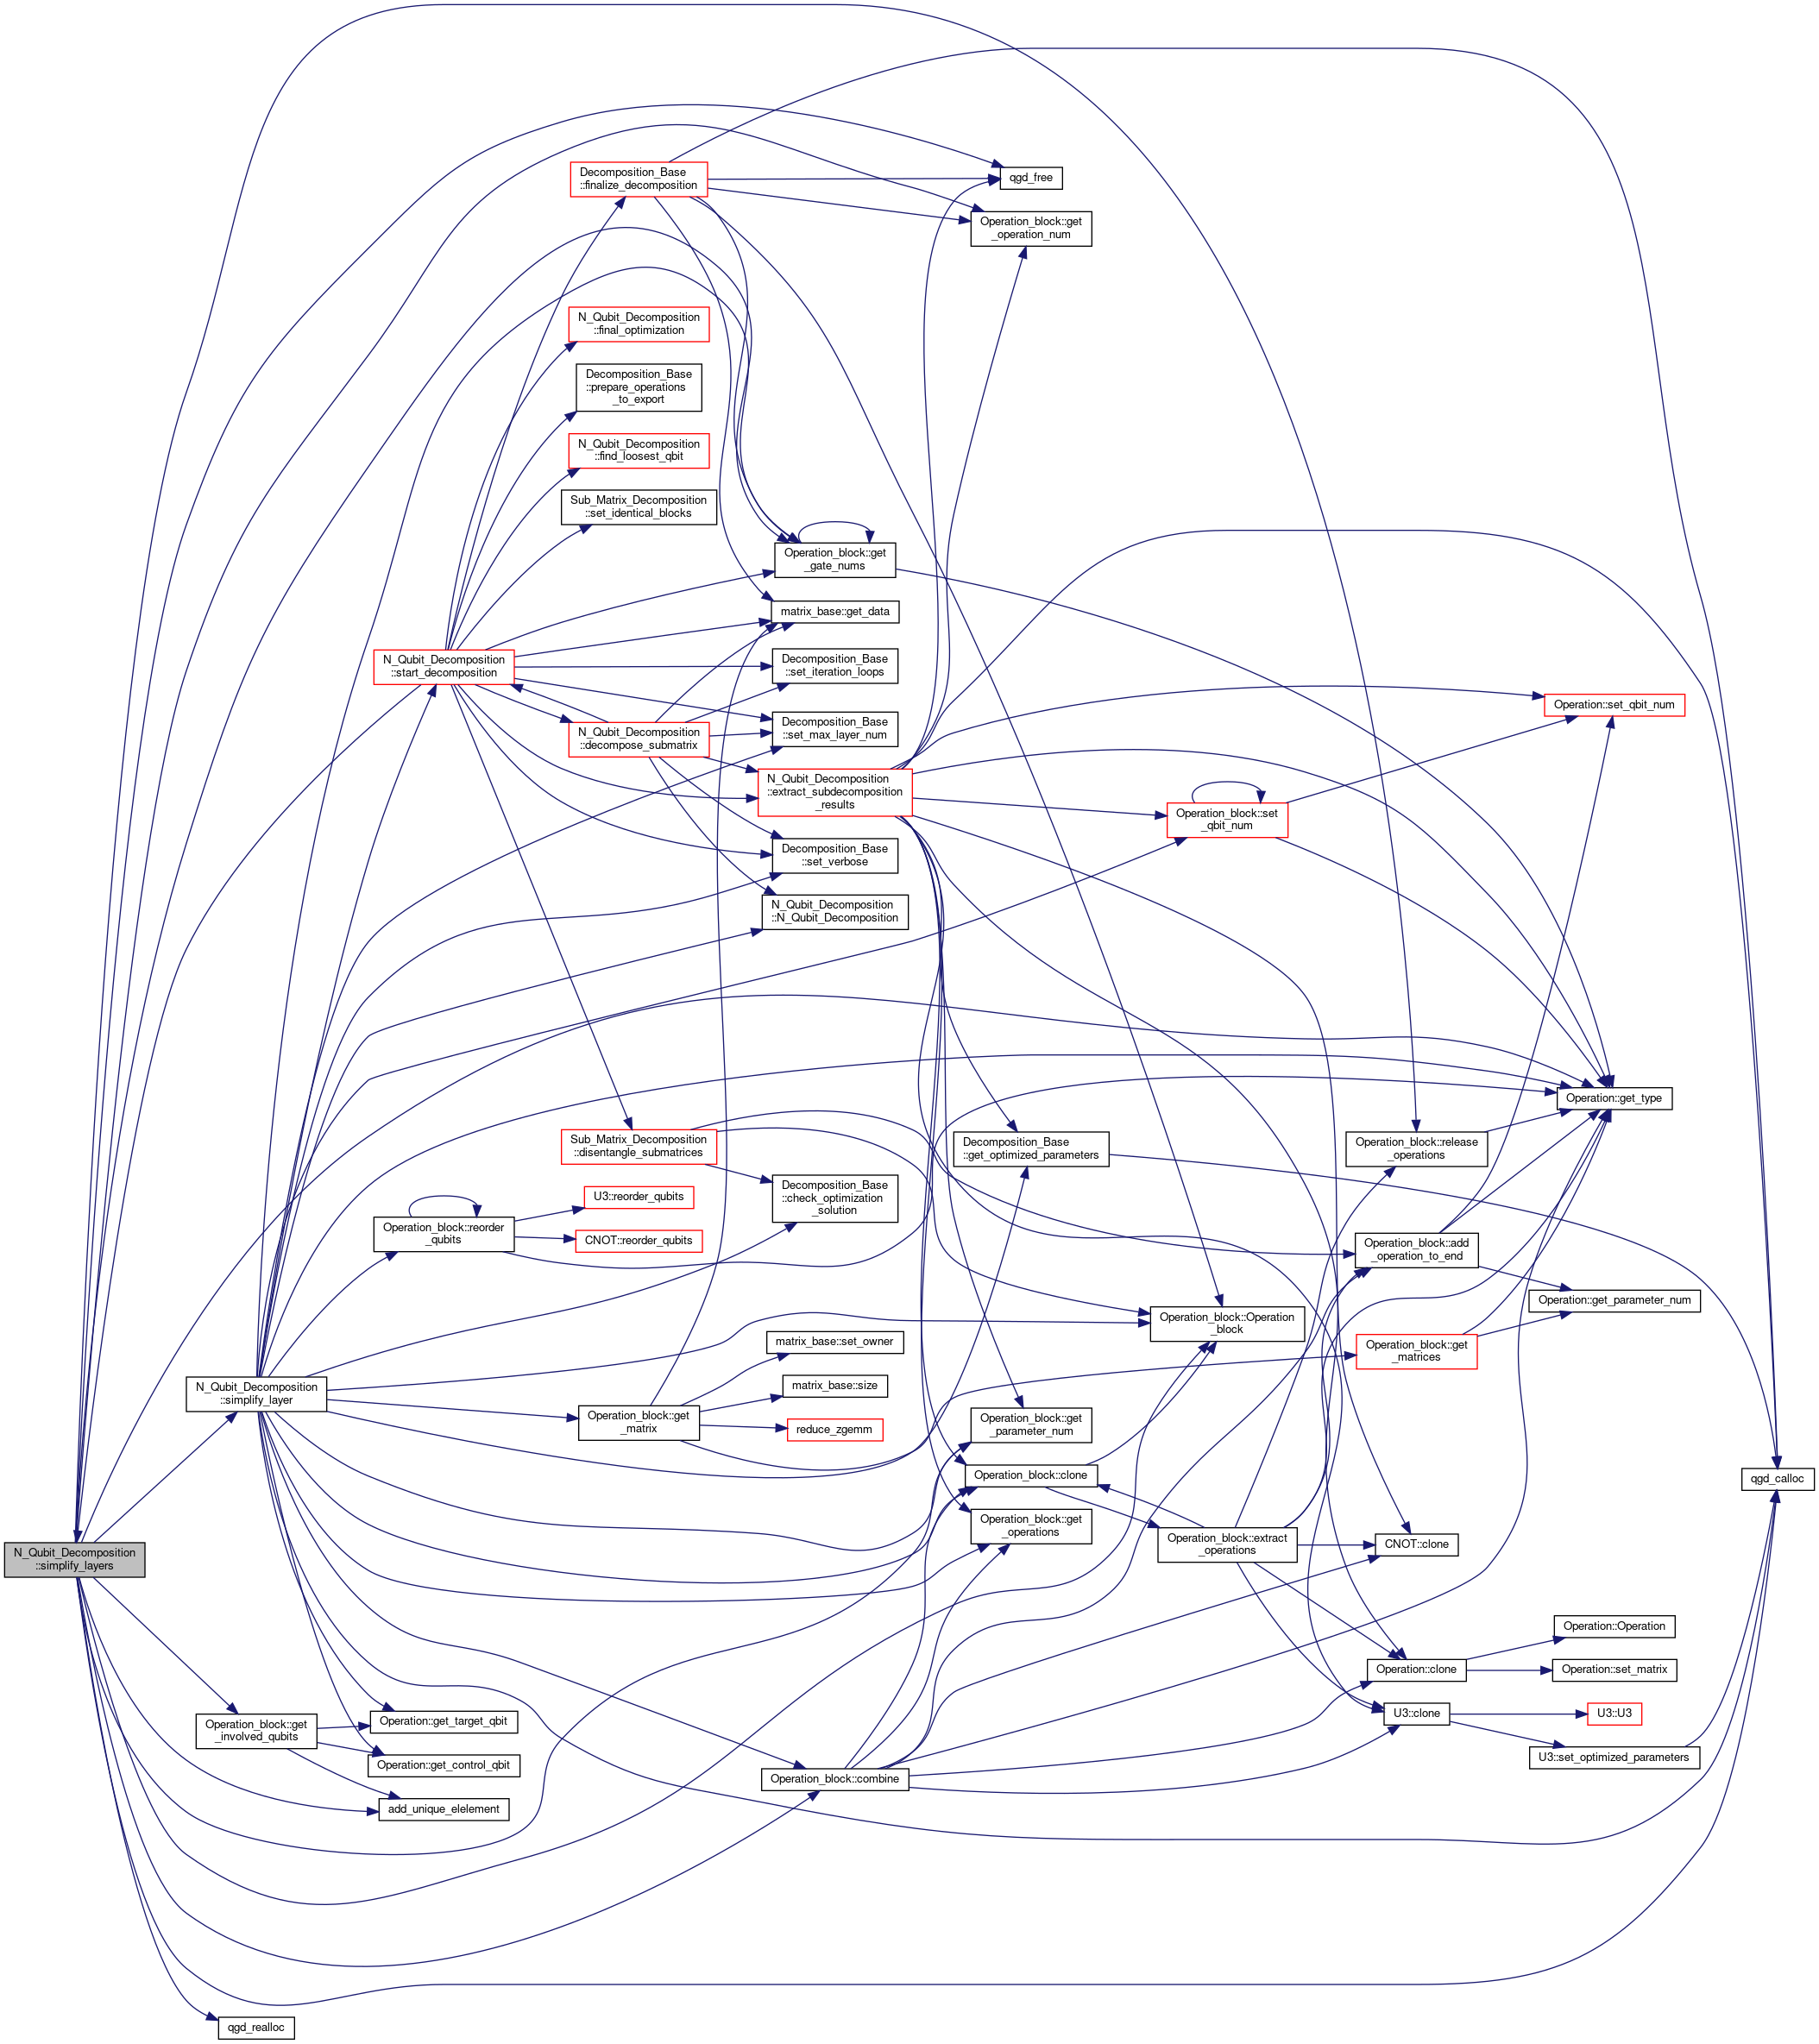 Decomposition_Base
::finalize_decomposition
qgd_free
Operation_block::get
_operation_num
N_Qubit_Decomposition
::final_optimization
Decomposition_Base
::prepare_operations
_to_export
N_Qubit_Decomposition
::find_loosest_qbit
Sub_Matrix_Decomposition
::set_identical_blocks
Operation_block::get
_gate_nums
matrix_base::get_data
N_Qubit_Decomposition
::start_decomposition
Decomposition_Base
::set_iteration_loops
Operation::set_qbit_num
Decomposition_Base
::set_max_layer_num
N_Qubit_Decomposition
::decompose_submatrix
N_Qubit_Decomposition
::extract_subdecomposition
_results
Operation_block::set
_qbit_num
Decomposition_Base
::set_verbose
N_Qubit_Decomposition
::N_Qubit_Decomposition
Operation::get_type
Sub_Matrix_Decomposition
::disentangle_submatrices
Decomposition_Base
::get_optimized_parameters
Operation_block::release
_operations
Decomposition_Base
::check_optimization
_solution
U3::reorder_qubits
Operation_block::reorder
_qubits
CNOT::reorder_qubits
Operation_block::add
_operation_to_end
Operation::get_parameter_num
Operation_block::Operation
_block
matrix_base::set_owner
Operation_block::get
_matrices
N_Qubit_Decomposition
::simplify_layer
matrix_base::size
Operation_block::get
_matrix
reduce_zgemm
Operation_block::get
_parameter_num
Operation_block::clone
qgd_calloc
Operation_block::get
_operations
Operation_block::extract
_operations
CNOT::clone
N_Qubit_Decomposition
::simplify_layers
Operation::Operation
Operation::clone
Operation::set_matrix
Operation_block::get
_involved_qubits
Operation::get_target_qbit
U3::clone
U3::U3
Operation::get_control_qbit
U3::set_optimized_parameters
Operation_block::combine
add_unique_elelement
qgd_realloc